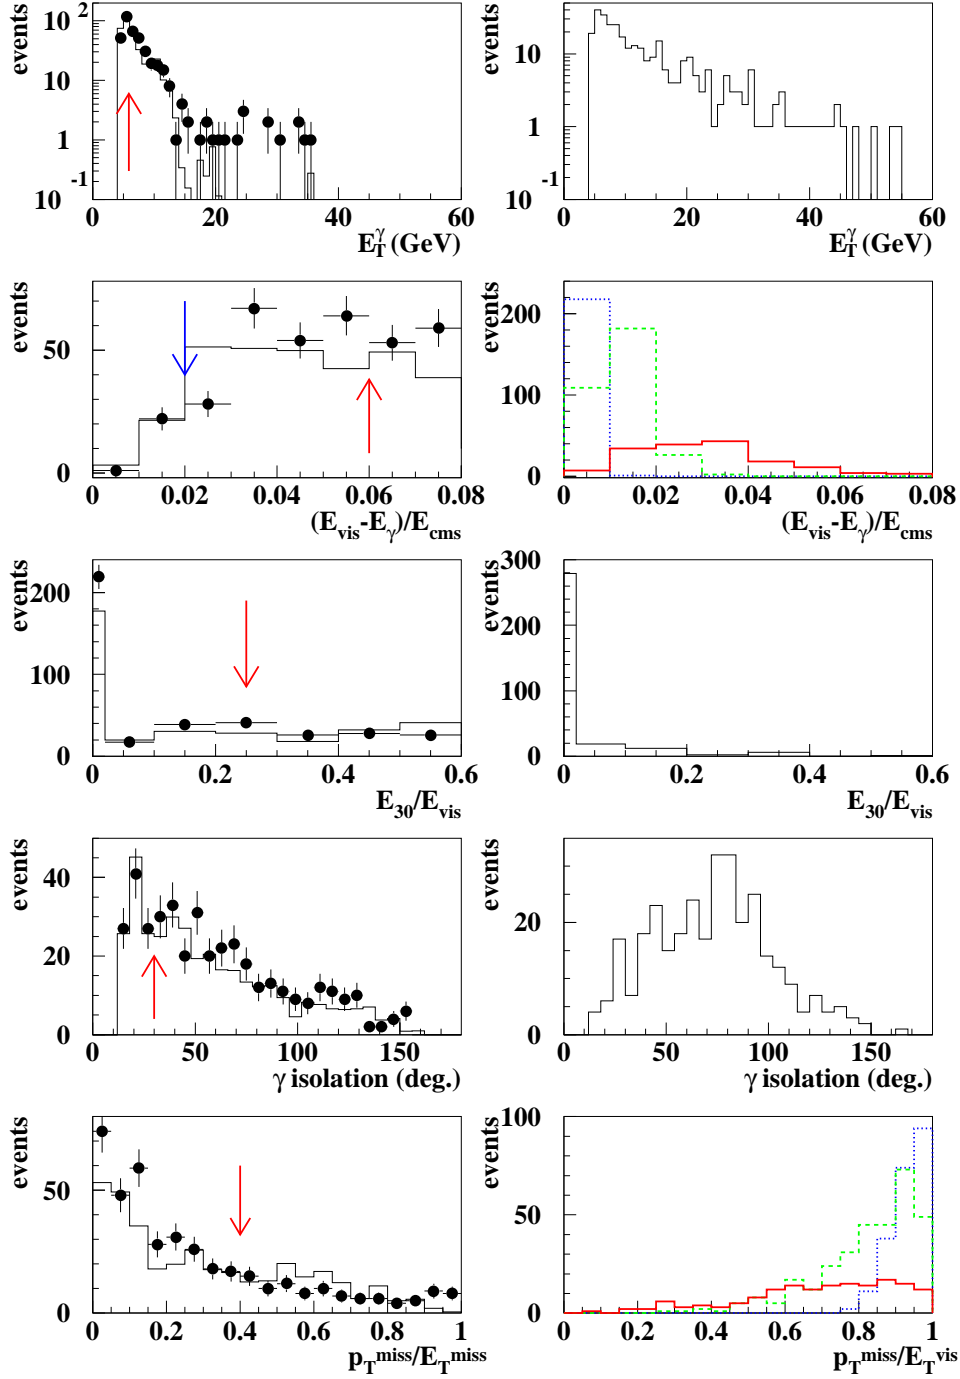 events
10²
10
1
10⁻¹
0 20 40 60
E_T^γ (GeV)
events
10
1
10⁻¹
0 20 40 60
E_T^γ (GeV)
events
50
0
0 0.02 0.04 0.06 0.08
(E_vis-E_γ)/E_cms
events
200
100
0
0 0.02 0.04 0.06 0.08
(E_vis-E_γ)/E_cms
events
200
100
0
0 0.2 0.4 0.6
E_30/E_vis
events
300
200
100
0
0 0.2 0.4 0.6
E_30/E_vis
events
40
20
0
0 50 100 150
γ isolation (deg.)
events
20
0
0 50 100 150
γ isolation (deg.)
events
50
0
0 0.2 0.4 0.6 0.8 1
p_T^miss/E_T^miss
events
100
50
0
0 0.2 0.4 0.6 0.8 1
p_T^miss/E_T^vis